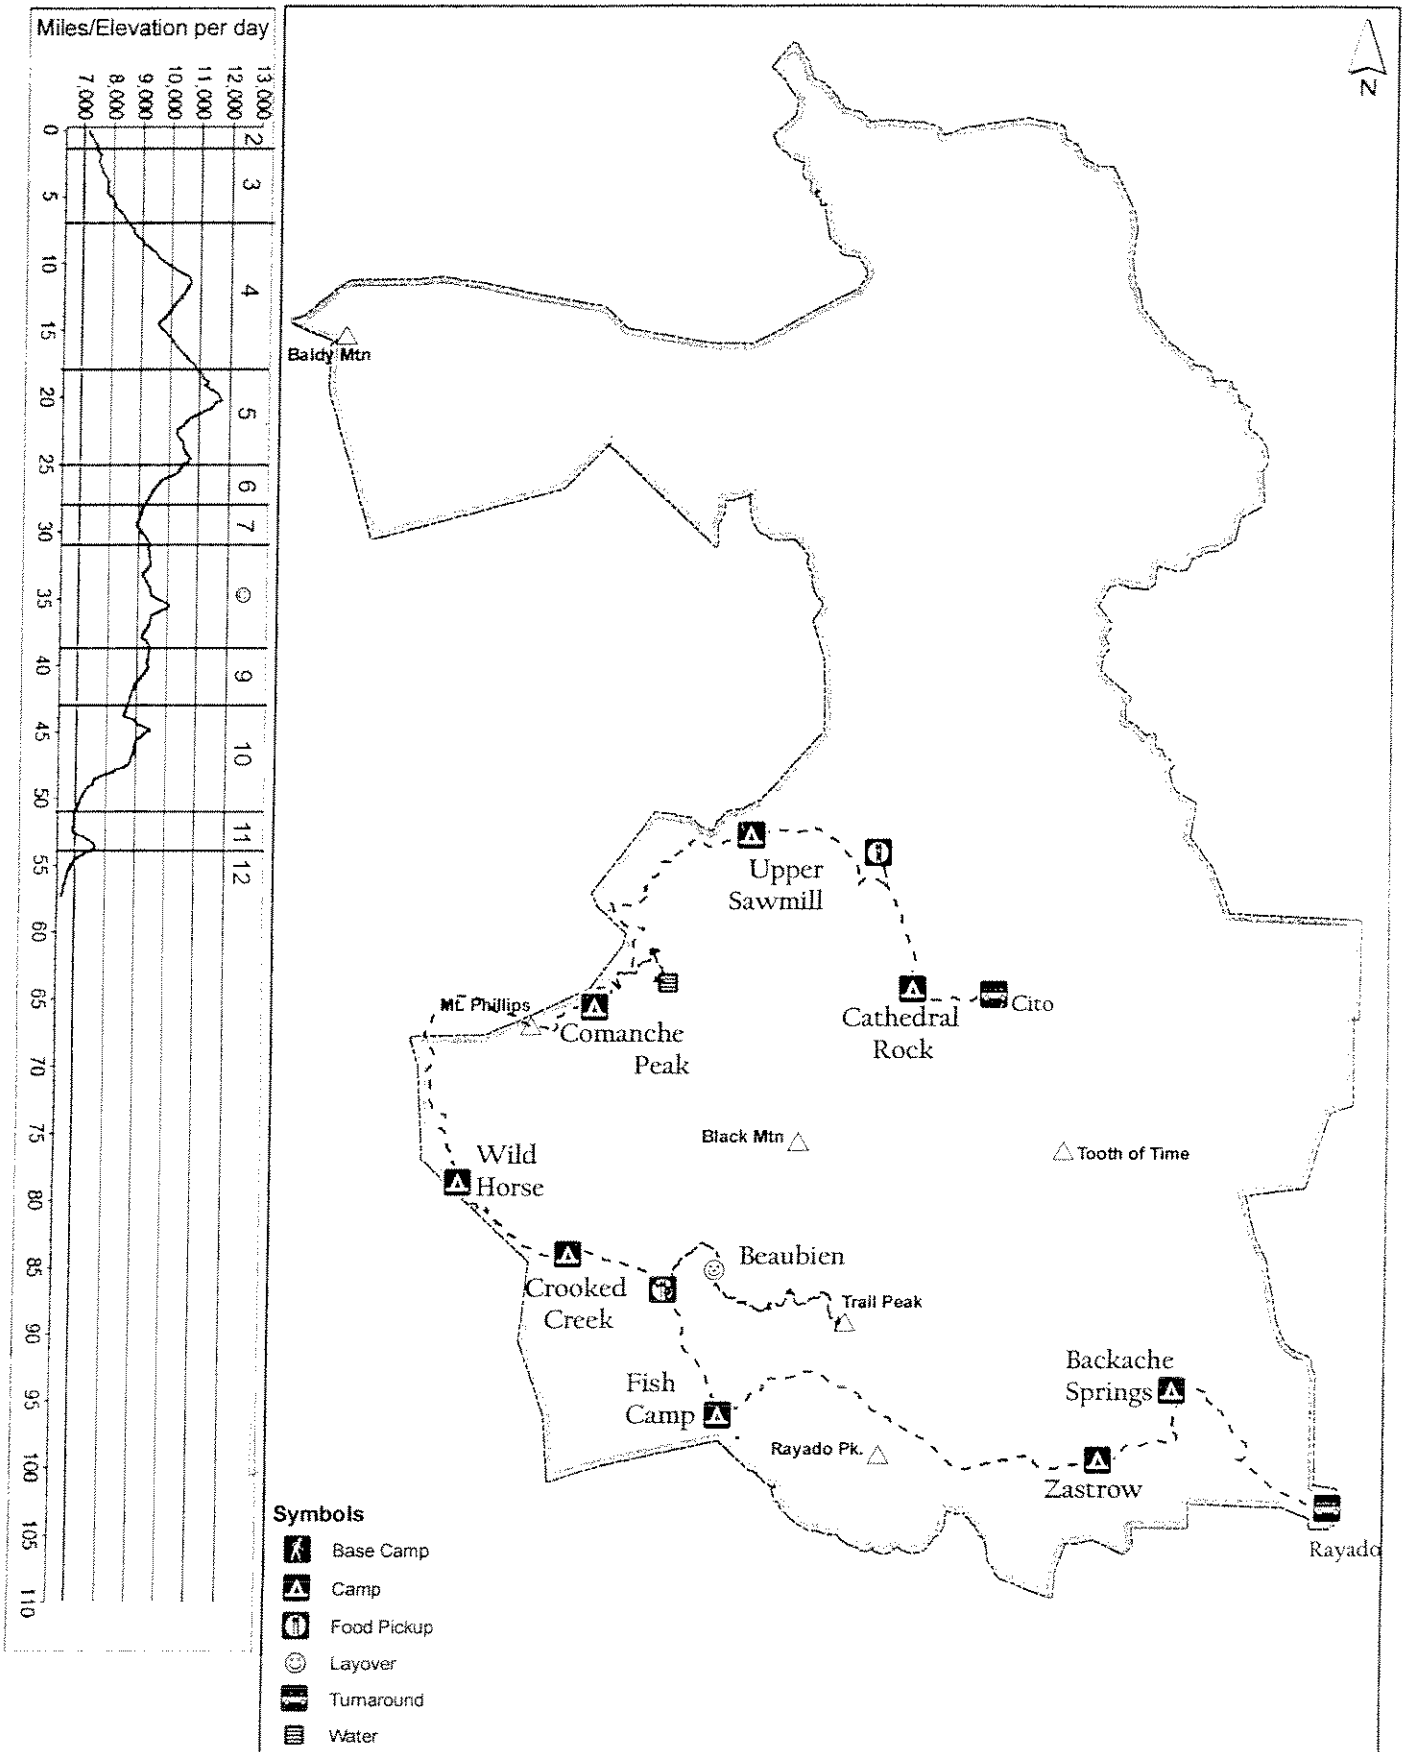 Miles/Elevation per day
13,000
12,000
11,000
10,000
9,000
8,000
7,000
0
5
10
15
20
25
30
35
40
45
50
55
60
65
70
75
80
85
90
95
100
105
110
2
3
4
5
6
7
9
10
11
12
N
Baldy Mtn
Upper
Sawmill
Mt. Phillips
Comanche
Peak
Cathedral
Rock
Cito
Black Mtn
Tooth of Time
Wild
Horse
Crooked
Creek
Beaubien
Trail Peak
Fish
Camp
Backache
Springs
Rayado Pk.
Zastrow
Rayado
Symbols
Base Camp
Camp
Food Pickup
Layover
Turnaround
Water